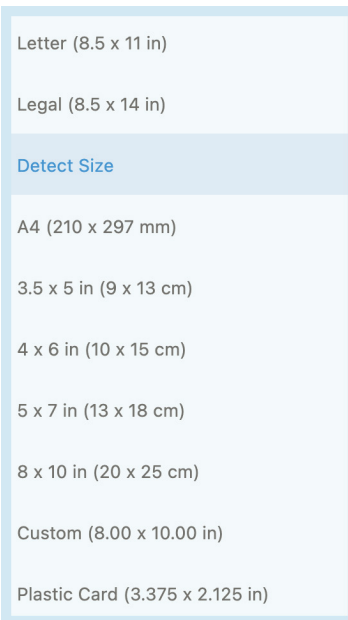 Letter (8.5 x 11 in)
Legal (8.5 x 14 in)
Detect Size
A4 (210 x 297 mm)
3.5 x 5 in (9 x 13 cm)
4 x 6 in (10 x 15 cm)
5 x 7 in (13 x 18 cm)
8 x 10 in (20 x 25 cm)
Custom (8.00 x 10.00 in)
Plastic Card (3.375 x 2.125 in)